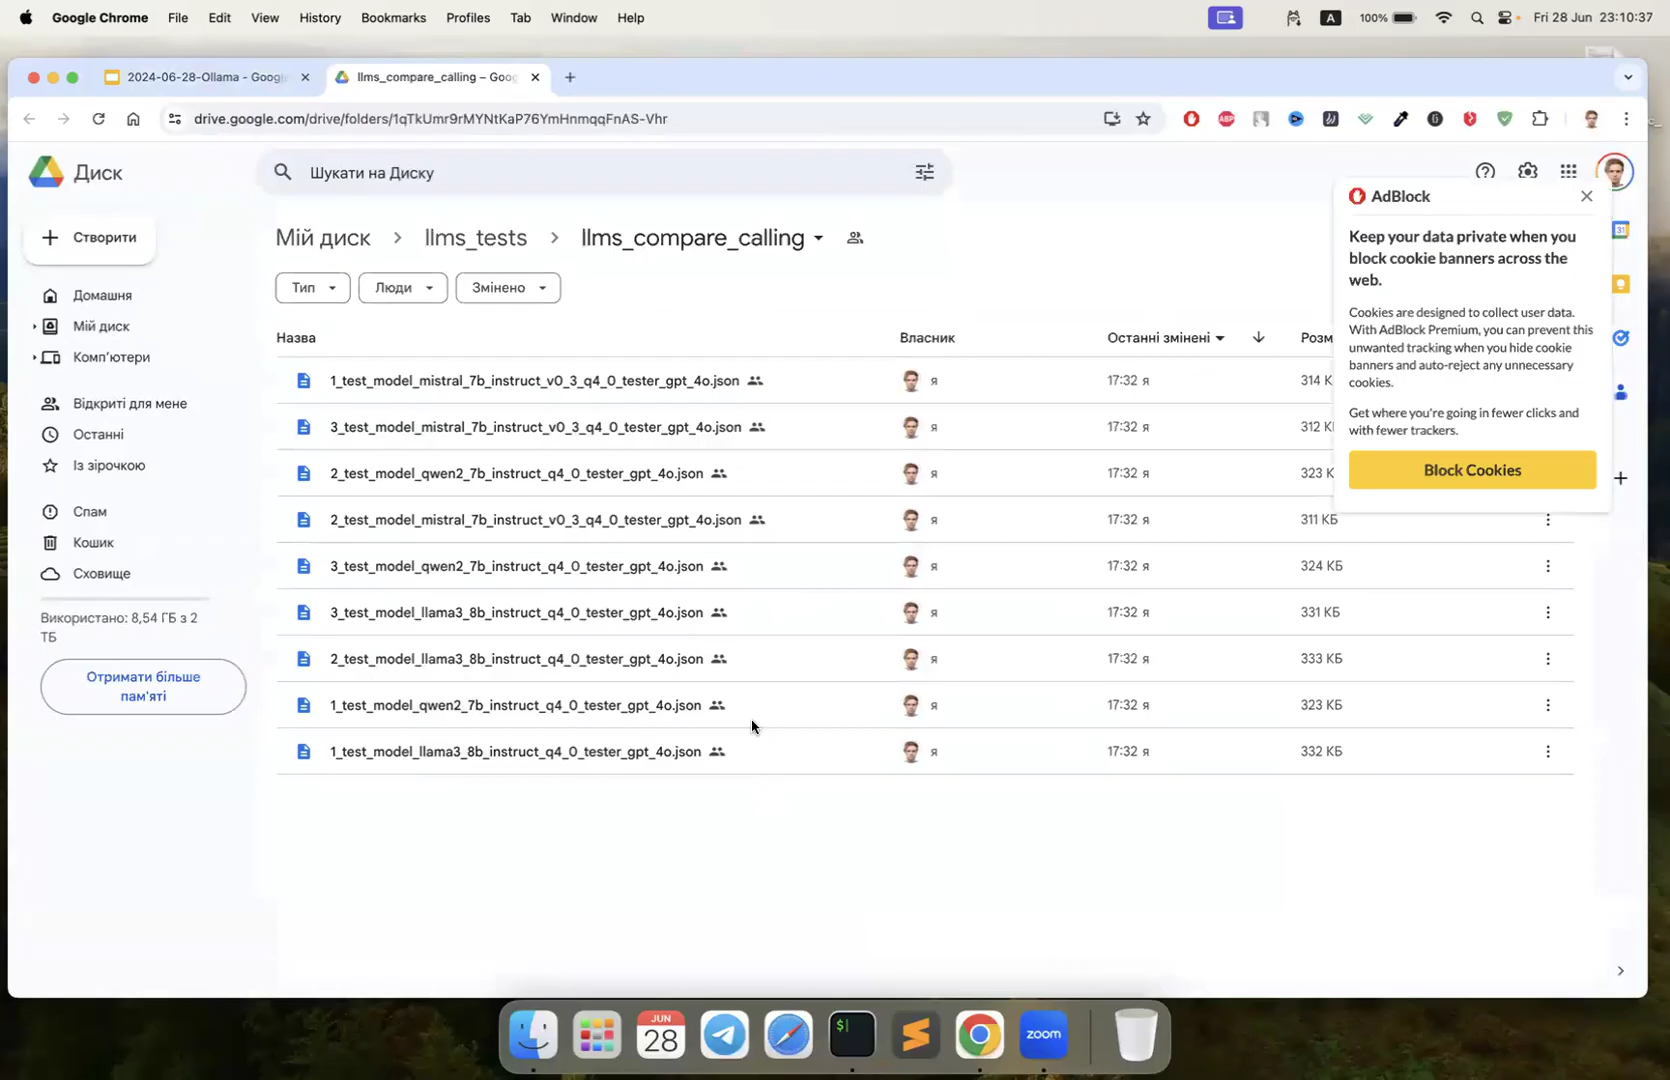 Google Chrome File Edit View History Bookmarks Profiles Tab Window Help
A 100% Fri 28 Jun 23:10:37
2024-06-28-Ollama - Goog
llms_compare_calling – Goo
drive.google.com/drive/folders/1qTkUmr9rMYNtKaP76YmHnmqqFnAS-Vhr
ABP
Диск
Шукати на Диску
Створити
Домашня
Мій диск
Комп'ютери
Відкриті для мене
Останні
Із зірочкою
Спам
Кошик
Сховище
Використано: 8,54 ГБ з 2
ТБ
Отримати більше
пам'яті
Мій диск > llms_tests > llms_compare_calling
Тип Люди Змінено
Назва Власник Останні змінені Розм
1_test_model_mistral_7b_instruct_v0_3_q4_0_tester_gpt_4o.json я 17:32 я 314 К
3_test_model_mistral_7b_instruct_v0_3_q4_0_tester_gpt_4o.json я 17:32 я 312 К
2_test_model_qwen2_7b_instruct_q4_0_tester_gpt_4o.json я 17:32 я 323 К
2_test_model_mistral_7b_instruct_v0_3_q4_0_tester_gpt_4o.json я 17:32 я 311 КБ
3_test_model_qwen2_7b_instruct_q4_0_tester_gpt_4o.json я 17:32 я 324 КБ
3_test_model_llama3_8b_instruct_q4_0_tester_gpt_4o.json я 17:32 я 331 КБ
2_test_model_llama3_8b_instruct_q4_0_tester_gpt_4o.json я 17:32 я 333 КБ
1_test_model_qwen2_7b_instruct_q4_0_tester_gpt_4o.json я 17:32 я 323 КБ
1_test_model_llama3_8b_instruct_q4_0_tester_gpt_4o.json я 17:32 я 332 КБ
AdBlock
Keep your data private when you
block cookie banners across the
web.
Cookies are designed to collect user data.
With AdBlock Premium, you can prevent this
unwanted tracking when you hide cookie
banners and auto-reject any unnecessary
cookies.
Get where you're going in fewer clicks and
with fewer trackers.
Block Cookies
31
JUN
28
$
zoom